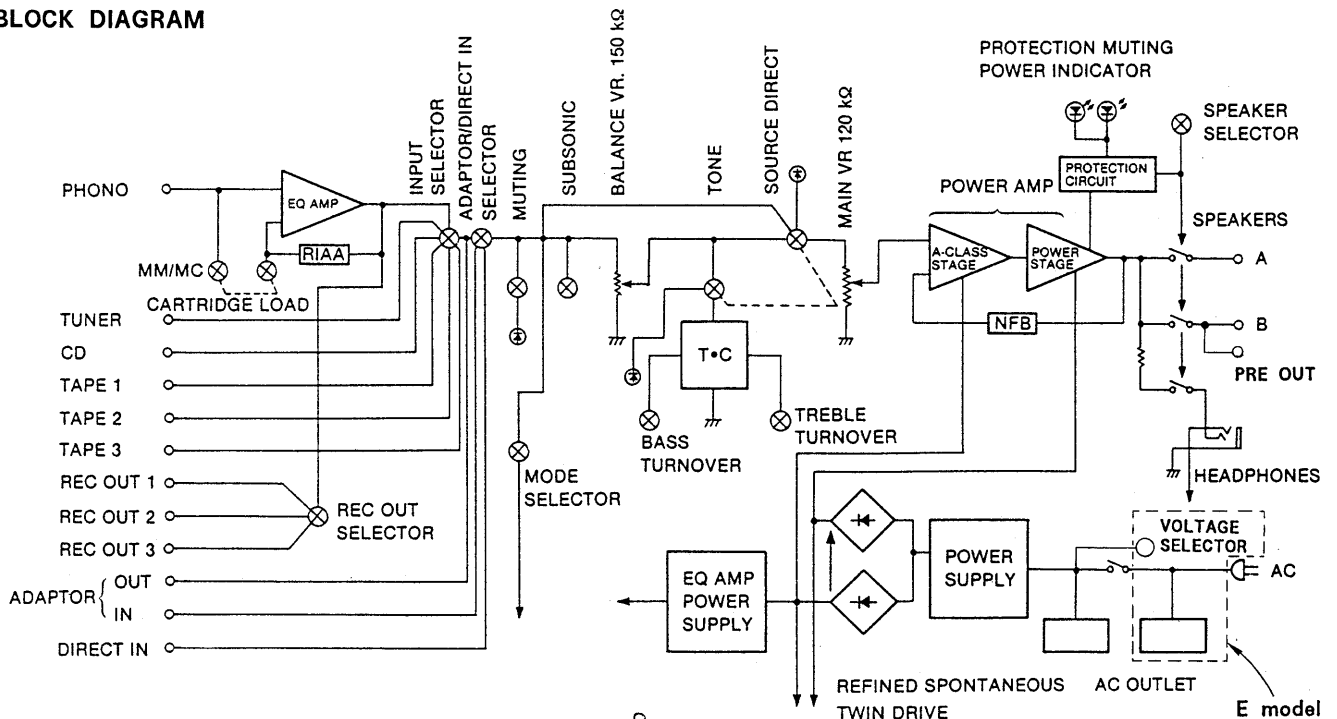 BLOCK DIAGRAM
PHONO
EQ AMP
RIAA
MM/MC
CARTRIDGE LOAD
TUNER
CD
TAPE 1
TAPE 2
TAPE 3
REC OUT 1
REC OUT 2
REC OUT 3
REC OUT
SELECTOR
ADAPTOR
OUT
IN
DIRECT IN
INPUT
SELECTOR
ADAPTOR/DIRECT IN
SELECTOR
MUTING
SUBSONIC
BALANCE VR. 150 kΩ
TONE
SOURCE DIRECT
MAIN VR 120 kΩ
MODE
SELECTOR
T•C
BASS
TURNOVER
TREBLE
TURNOVER
PROTECTION MUTING
POWER INDICATOR
SPEAKER
SELECTOR
PROTECTION
CIRCUIT
POWER AMP
A-CLASS
STAGE
POWER
STAGE
NFB
SPEAKERS
A
B
PRE OUT
HEADPHONES
VOLTAGE
SELECTOR
AC
EQ AMP
POWER
SUPPLY
POWER
SUPPLY
REFINED SPONTANEOUS
TWIN DRIVE
AC OUTLET
E model